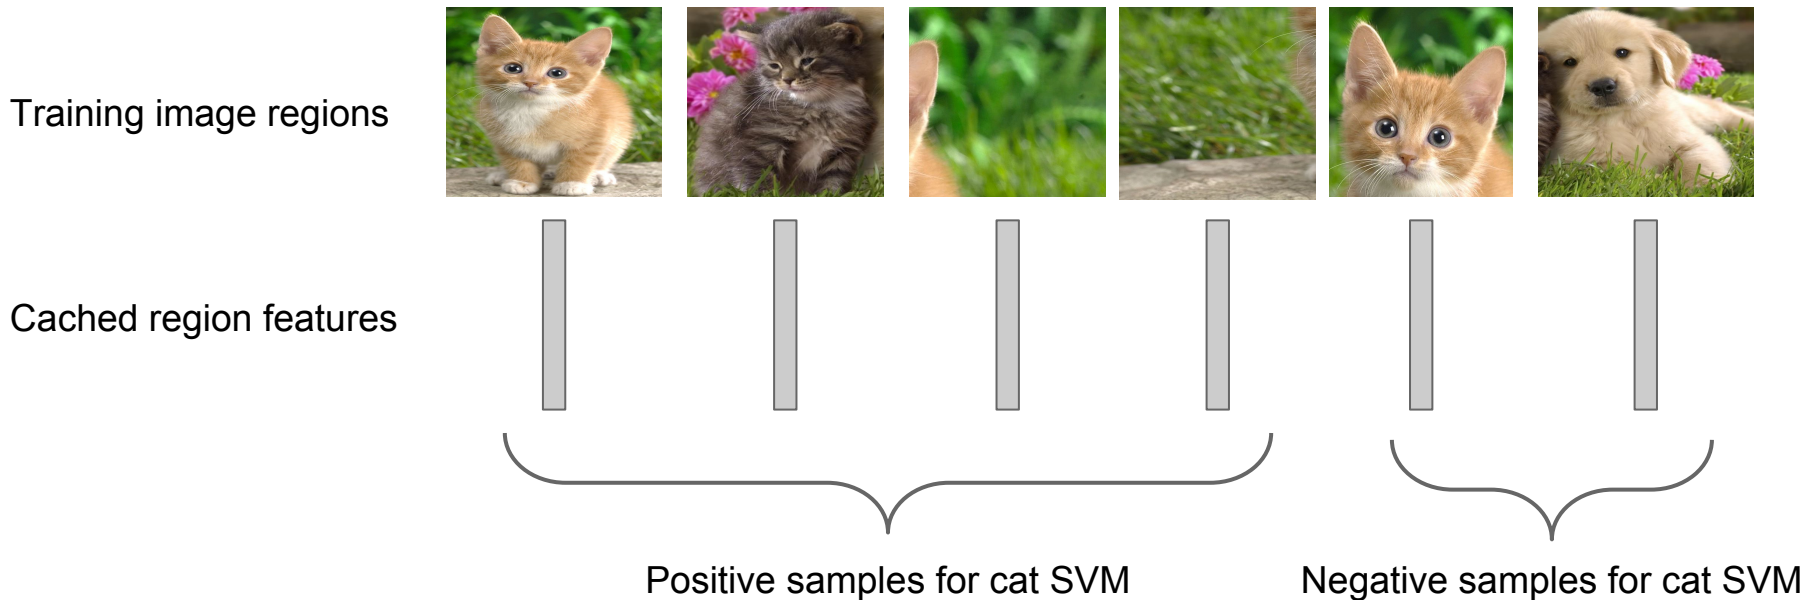 Training image regions
Cached region features
Positive samples for cat SVM
Negative samples for cat SVM